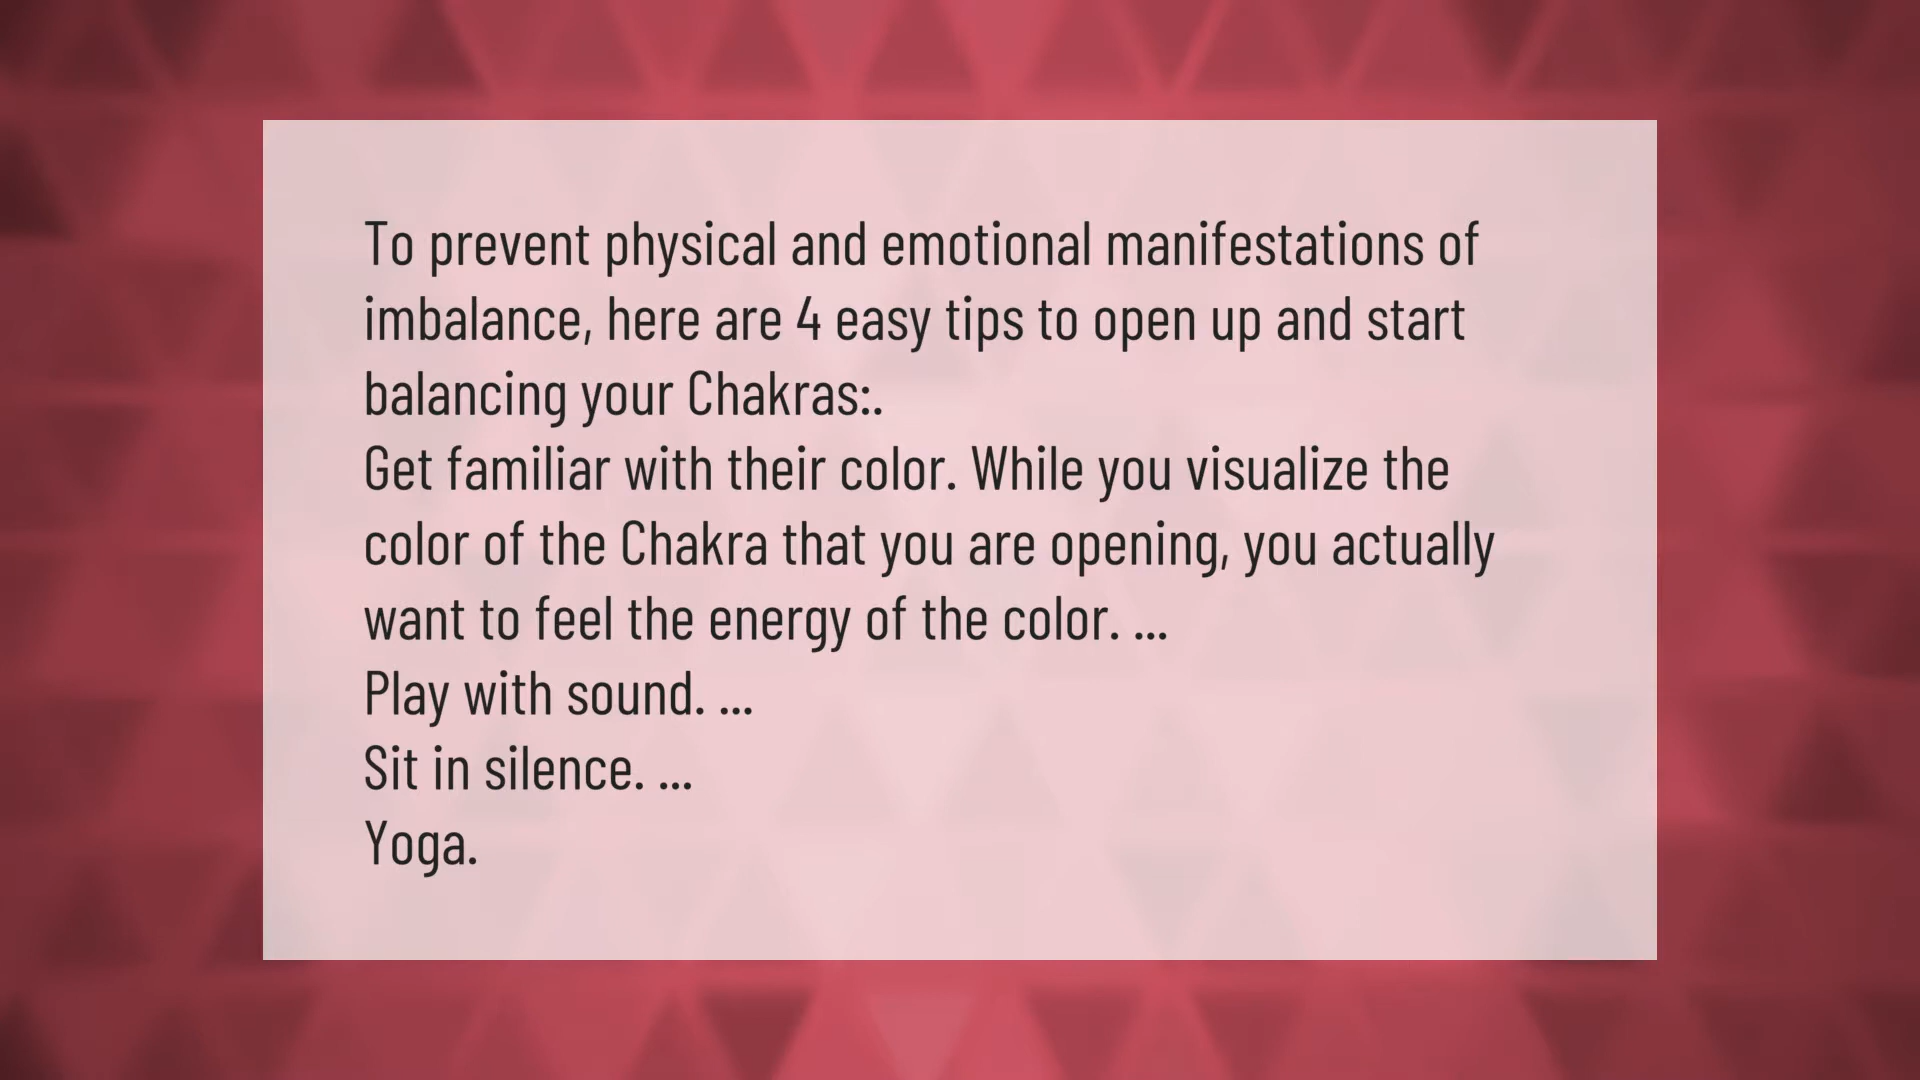 To prevent physical and emotional manifestations of
imbalance, here are 4 easy tips to open up and start
balancing your Chakras:.
Get familiar with their color. While you visualize the
color of the Chakra that you are opening, you actually
want to feel the energy of the color. ...
Play with sound. ...
Sit in silence. ...
Yoga.